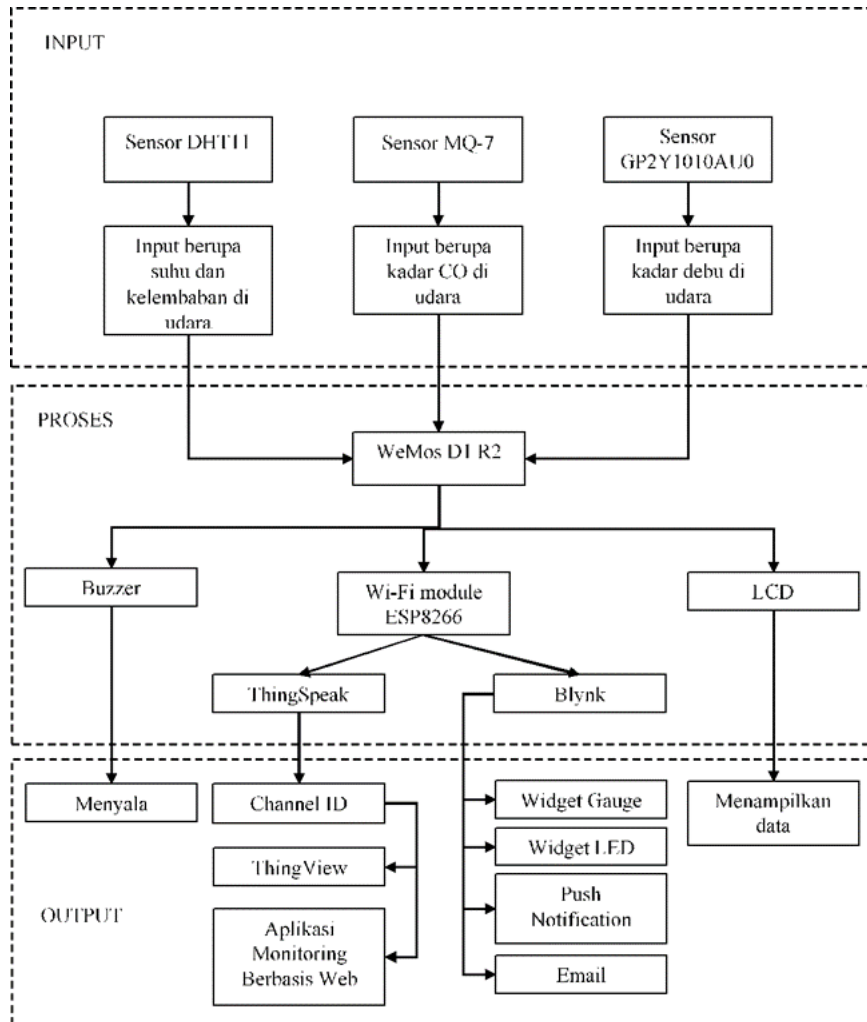 INPUT
Sensor DHT11
Sensor MQ-7
Sensor
GP2Y1010AU0
Input berupa
suhu dan
kelembaban di
udara
Input berupa
kadar CO di
udara
Input berupa
kadar debu di
udara
PROSES
WeMos D1 R2
Buzzer
Wi-Fi module
ESP8266
LCD
ThingSpeak
Blynk
Menyala
Channel ID
Widget Gauge
Menampilkan
data
ThingView
Widget LED
OUTPUT
Aplikasi
Monitoring
Berbasis Web
Push
Notification
Email